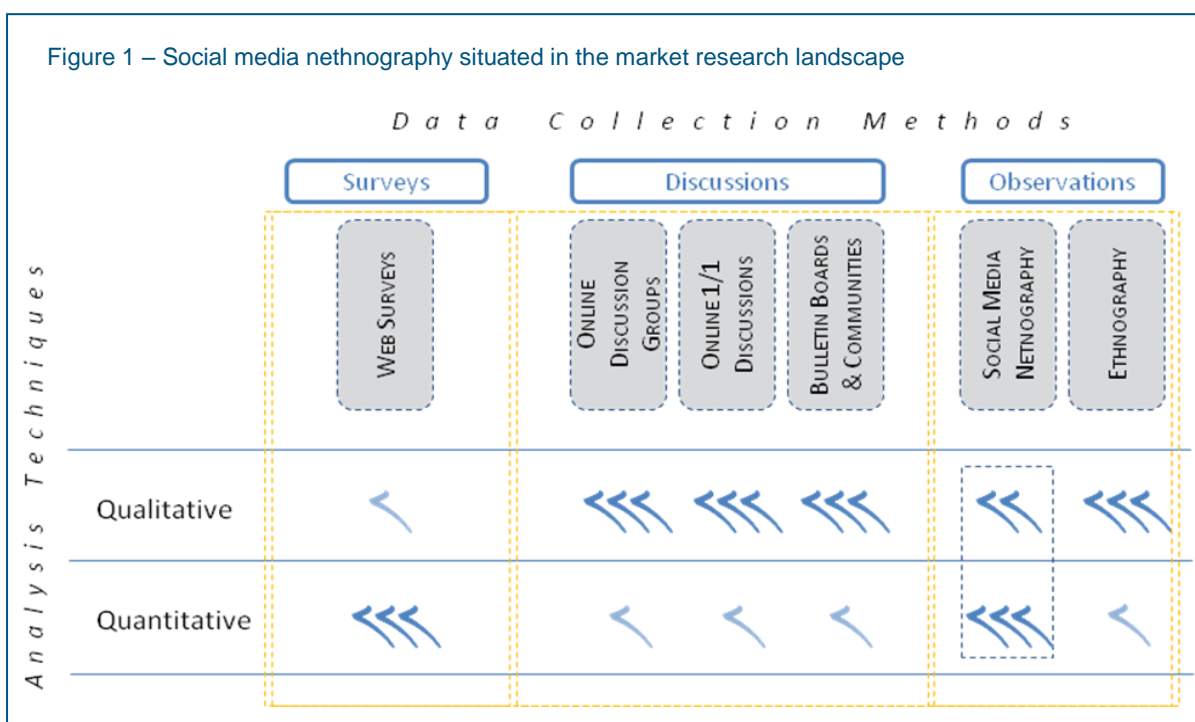 Figure 1 – Social media nethnography situated in the market research landscape
Data Collection Methods
Surveys
Discussions
Observations
WEB SURVEYS
ONLINE
DISCUSSION
GROUPS
ONLINE 1/1
DISCUSSIONS
BULLETIN BOARDS
& COMMUNITIES
SOCIAL MEDIA
NETNOGRAPHY
ETHNOGRAPHY
Analysis Techniques
Qualitative
Quantitative